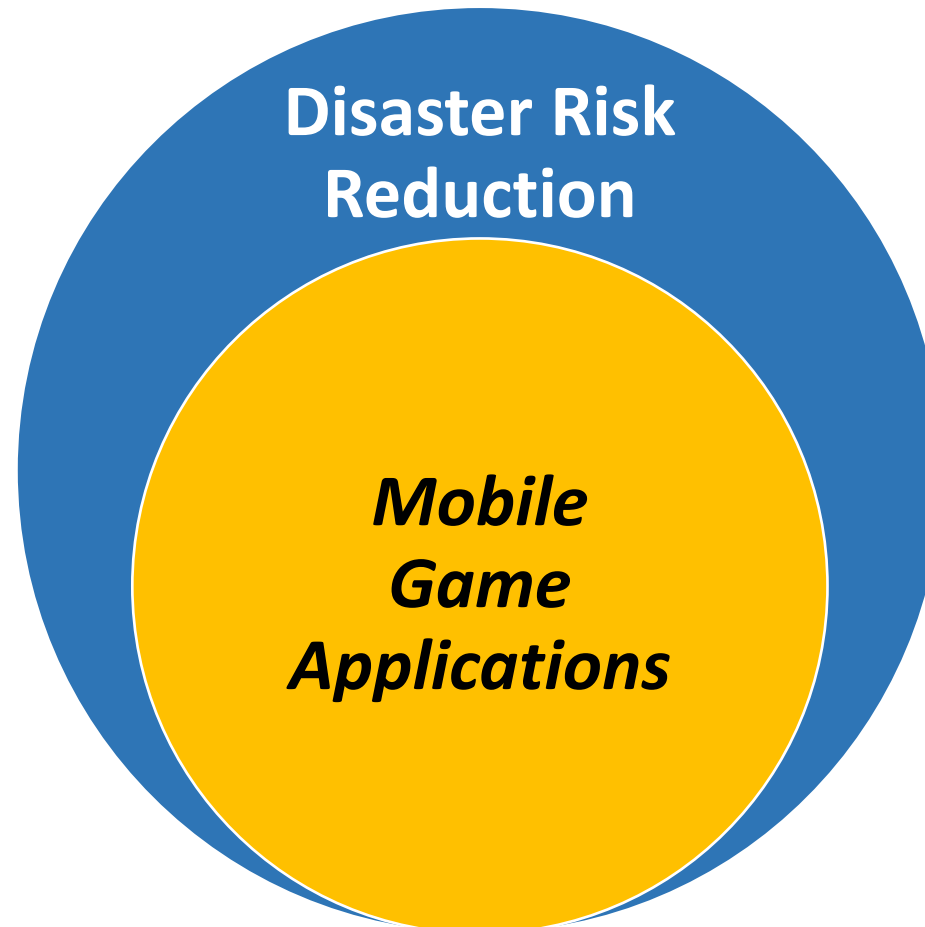 Disaster Risk
Reduction
Mobile
Game
Applications